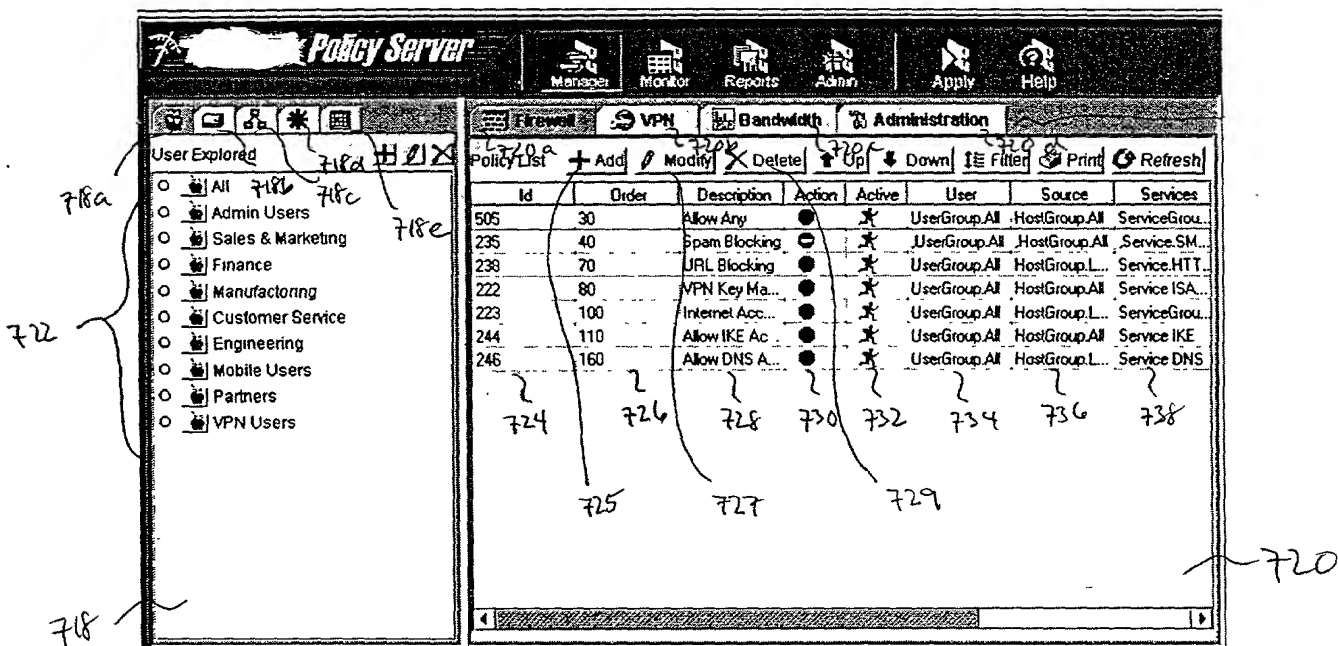 Policy Server
Manager Monitor Reports Admin Apply Help
Firewall VPN Bandwidth Administration
718a
User Explored
718b 718c 718d 718e
720a 720b 720c 720d
Policy List Add Modify Delete Up Down Filter Print Refresh
Id Order Description Action Active User Source Services
505 30 Allow Any UserGroup.All HostGroup.All ServiceGrou...
235 40 Spam Blocking UserGroup.All HostGroup.All Service.SM...
238 70 URL Blocking UserGroup.All HostGroup.L... Service.HTT...
222 80 VPN Key Ma... UserGroup.All HostGroup.All Service ISA...
223 100 Internet Acc... UserGroup.All HostGroup.L... ServiceGrou...
244 110 Allow IKE Ac... UserGroup.All HostGroup.All Service IKE
246 160 Allow DNS A... UserGroup.All HostGroup.L... Service DNS
All
Admin Users
Sales & Marketing
Finance
Manufactoring
Customer Service
Engineering
Mobile Users
Partners
VPN Users
722
724 726 728 730 732 734 736 738
725 727 729
720
718